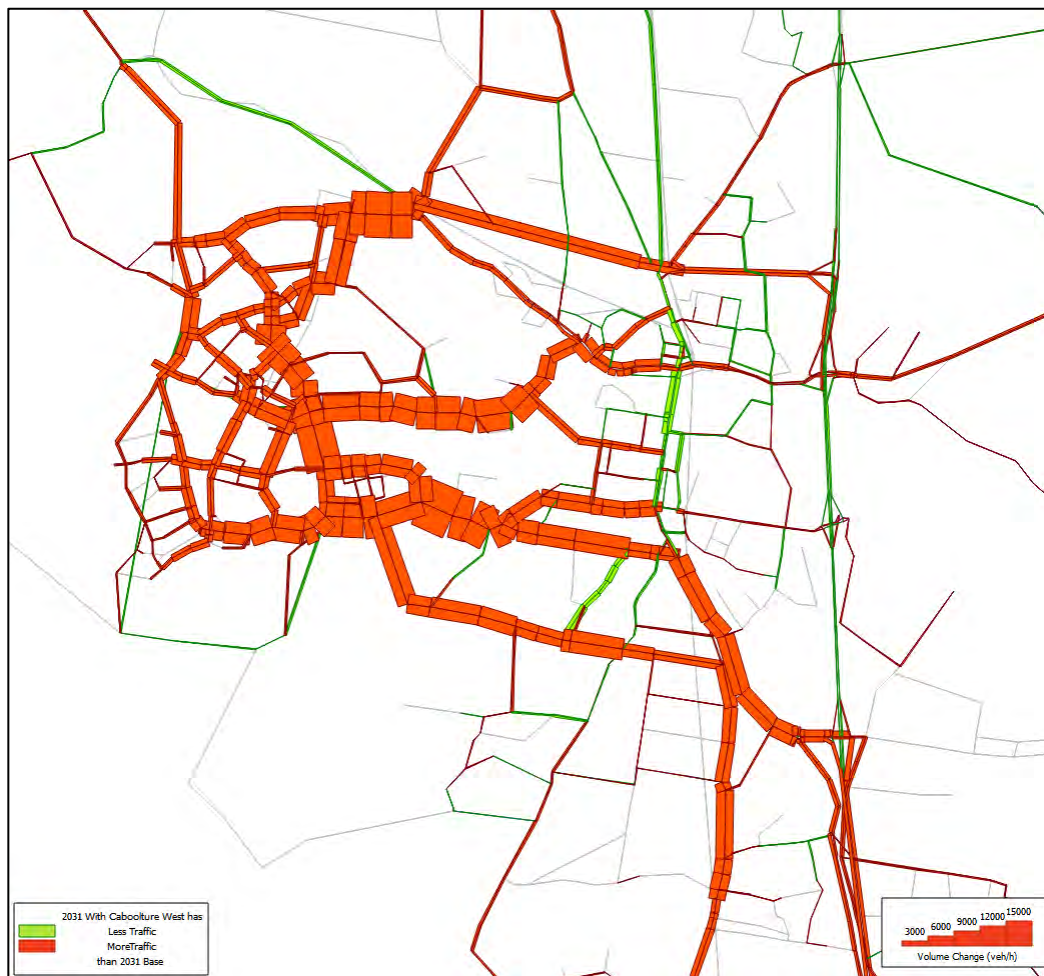 2031 With Caboolture West has
Less Traffic
MoreTraffic
than 2031 Base
3000 6000 9000 12000 15000
Volume Change (veh/h)